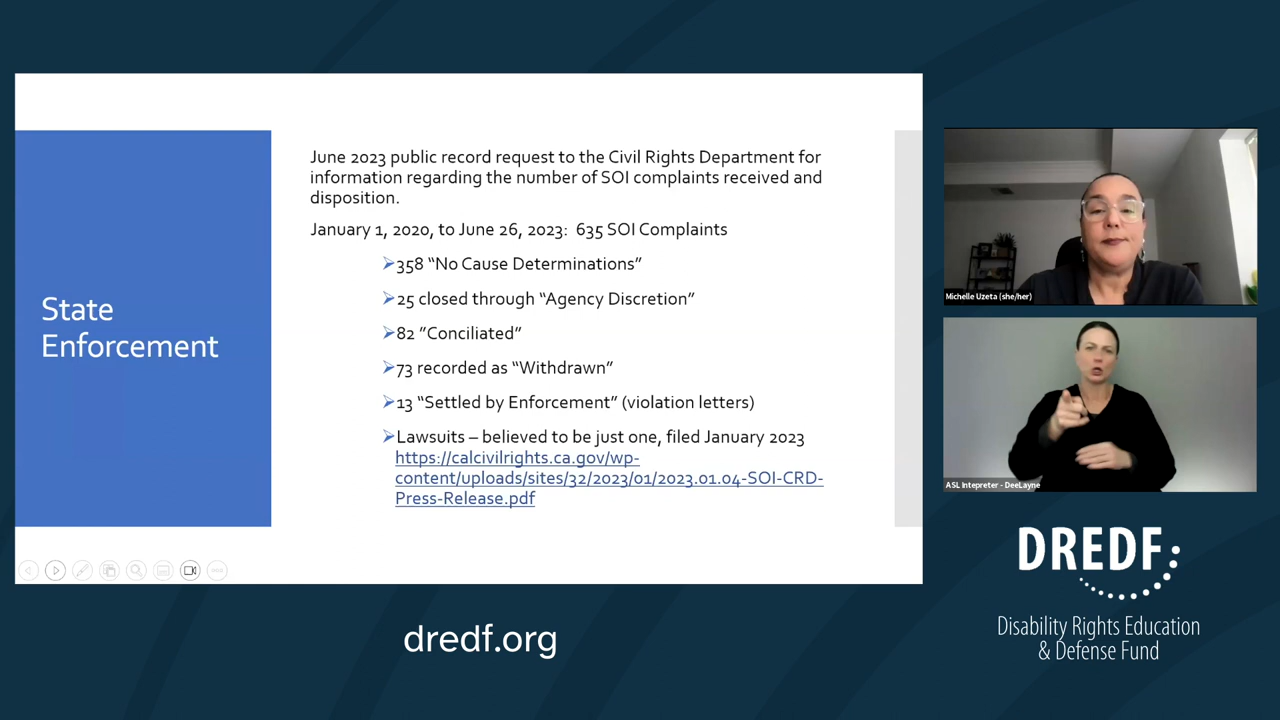 State
Enforcement
June 2023 public record request to the Civil Rights Department for
information regarding the number of SOI complaints received and
disposition.
January 1, 2020, to June 26, 2023: 635 SOI Complaints
➢358 “No Cause Determinations”
➢25 closed through “Agency Discretion”
➢82 ”Conciliated”
➢73 recorded as “Withdrawn”
➢13 “Settled by Enforcement” (violation letters)
➢Lawsuits – believed to be just one, filed January 2023
https://calcivilrights.ca.gov/wp-
content/uploads/sites/32/2023/01/2023.01.04-SOI-CRD-
Press-Release.pdf
Michelle Uzeta (she/her)
ASL Intepreter - DeeLayne
DREDF
Disability Rights Education
& Defense Fund
dredf.org